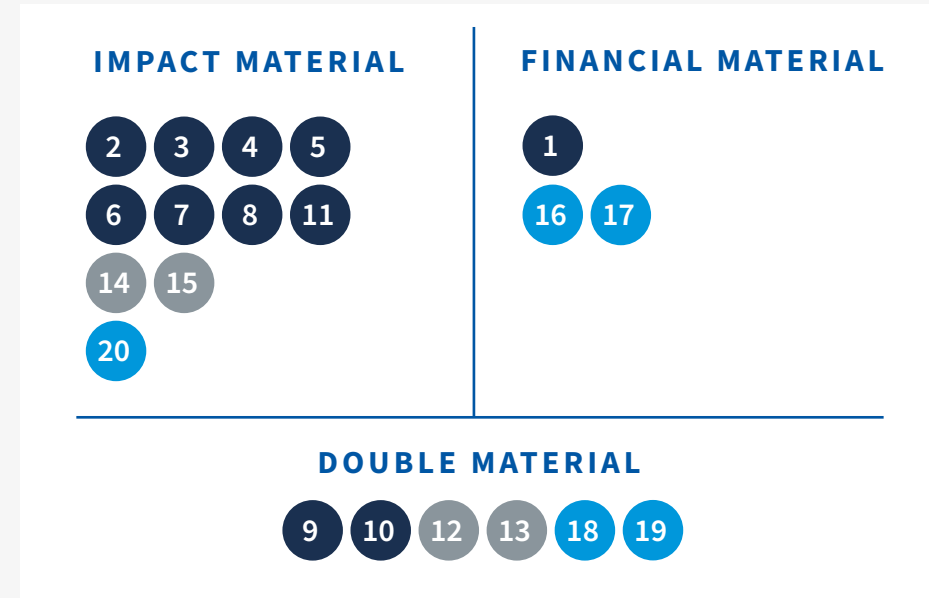 IMPACT MATERIAL
2 3 4 5
6 7 8 11
14 15
20
FINANCIAL MATERIAL
1
16 17
DOUBLE MATERIAL
9 10 12 13 18 19